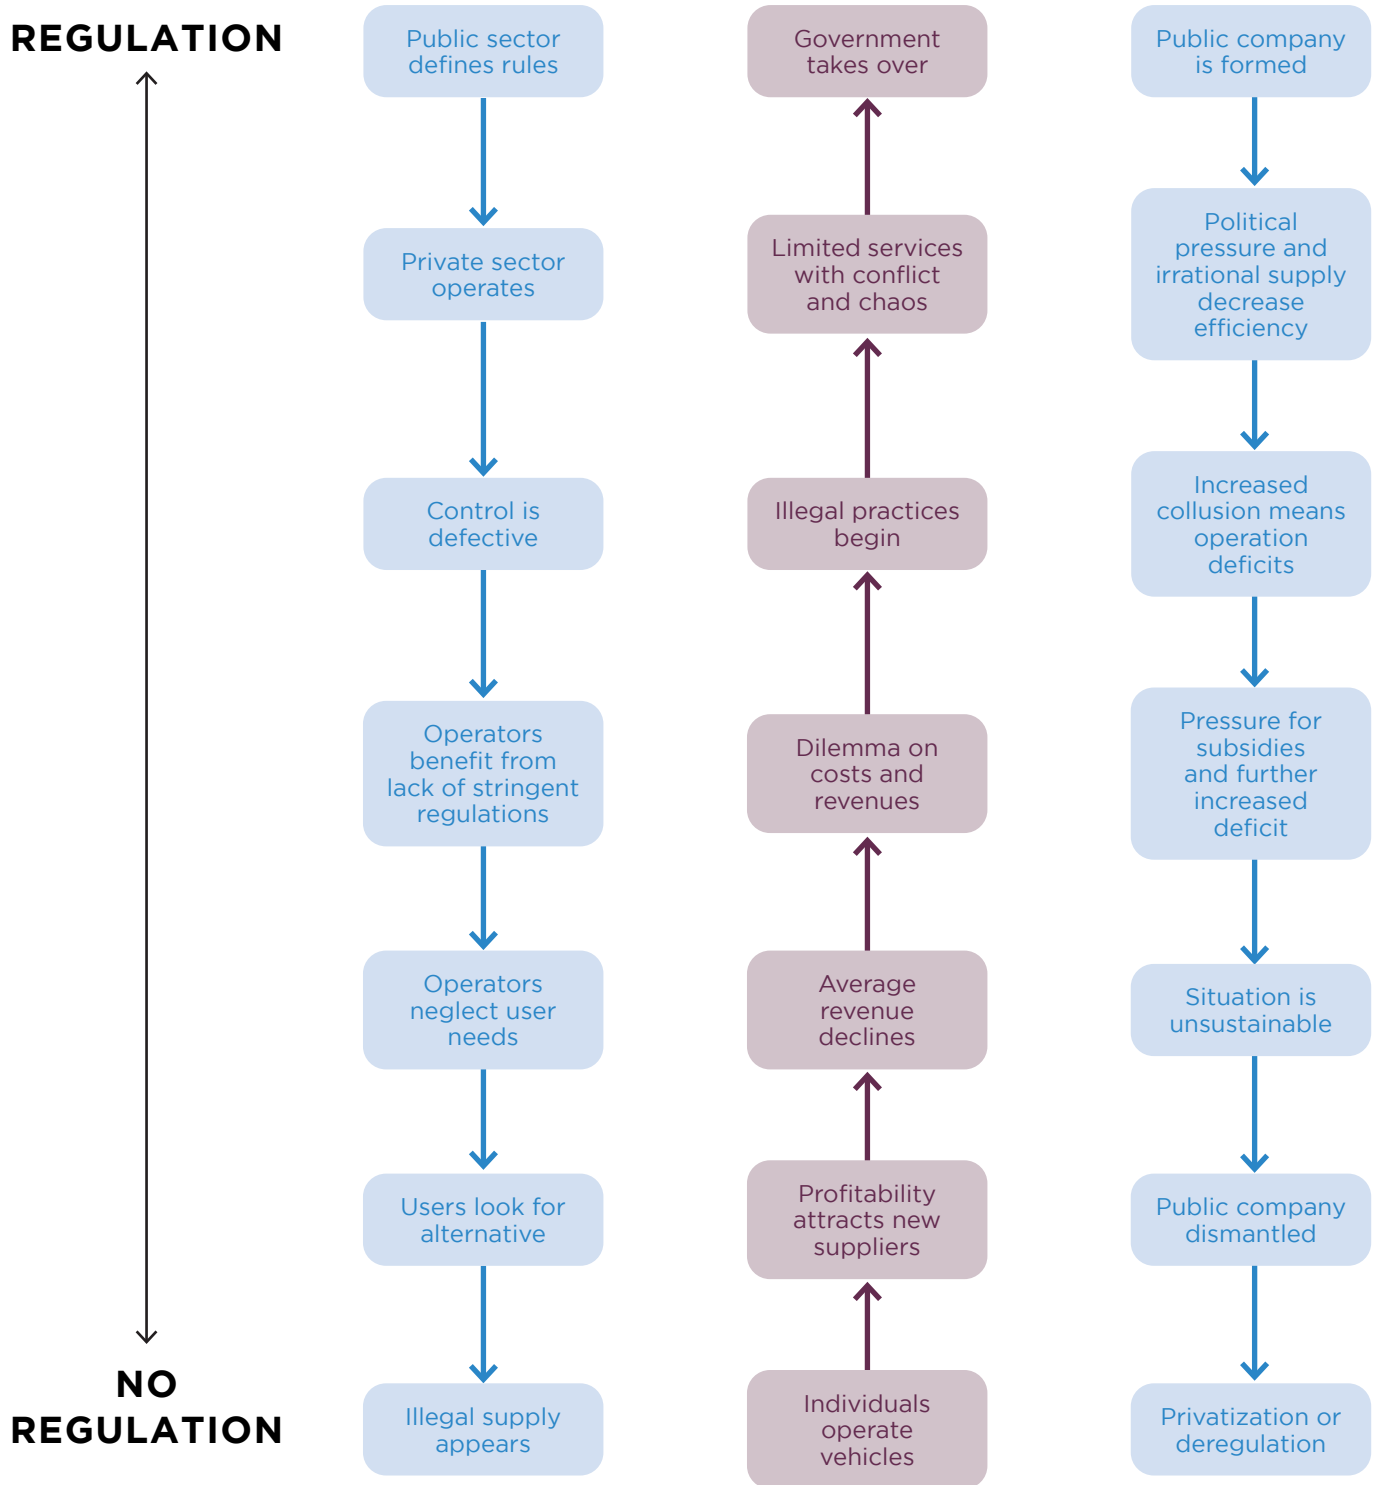 REGULATION
NO
REGULATION
Public sector
defines rules
Private sector
operates
Control is
defective
Operators
benefit from
lack of stringent
regulations
Operators
neglect user
needs
Users look for
alternative
Illegal supply
appears
Government
takes over
Limited services
with conflict
and chaos
Illegal practices
begin
Dilemma on
costs and
revenues
Average
revenue
declines
Profitability
attracts new
suppliers
Individuals
operate
vehicles
Public company
is formed
Political
pressure and
irrational supply
decrease
efficiency
Increased
collusion means
operation
deficits
Pressure for
subsidies
and further
increased
deficit
Situation is
unsustainable
Public company
dismantled
Privatization or
deregulation